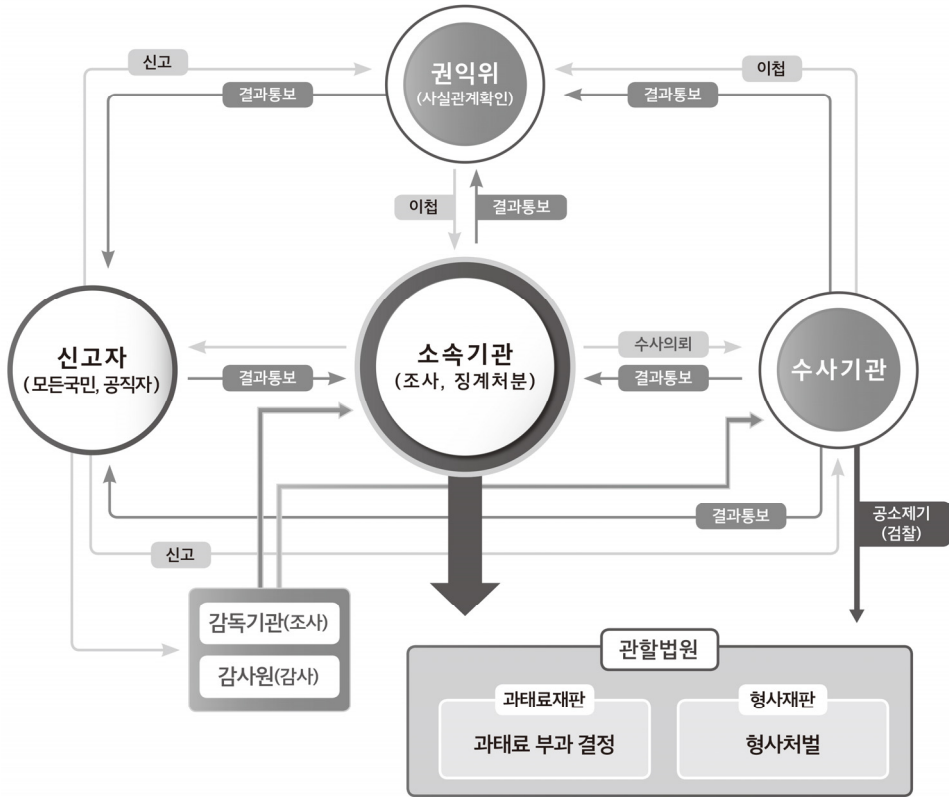 신고
권익위
(사실관계확인)
이첩
결과통보
결과통보
이첩
결과통보
신고자
(모든국민, 공직자)
소속기관
(조사, 징계처분)
수사의뢰
수사기관
결과통보
결과통보
결과통보
공소제기
(검찰)
신고
감독기관(조사)
감사원(감사)
관할법원
과태료재판
형사재판
과태료 부과 결정
형사처벌